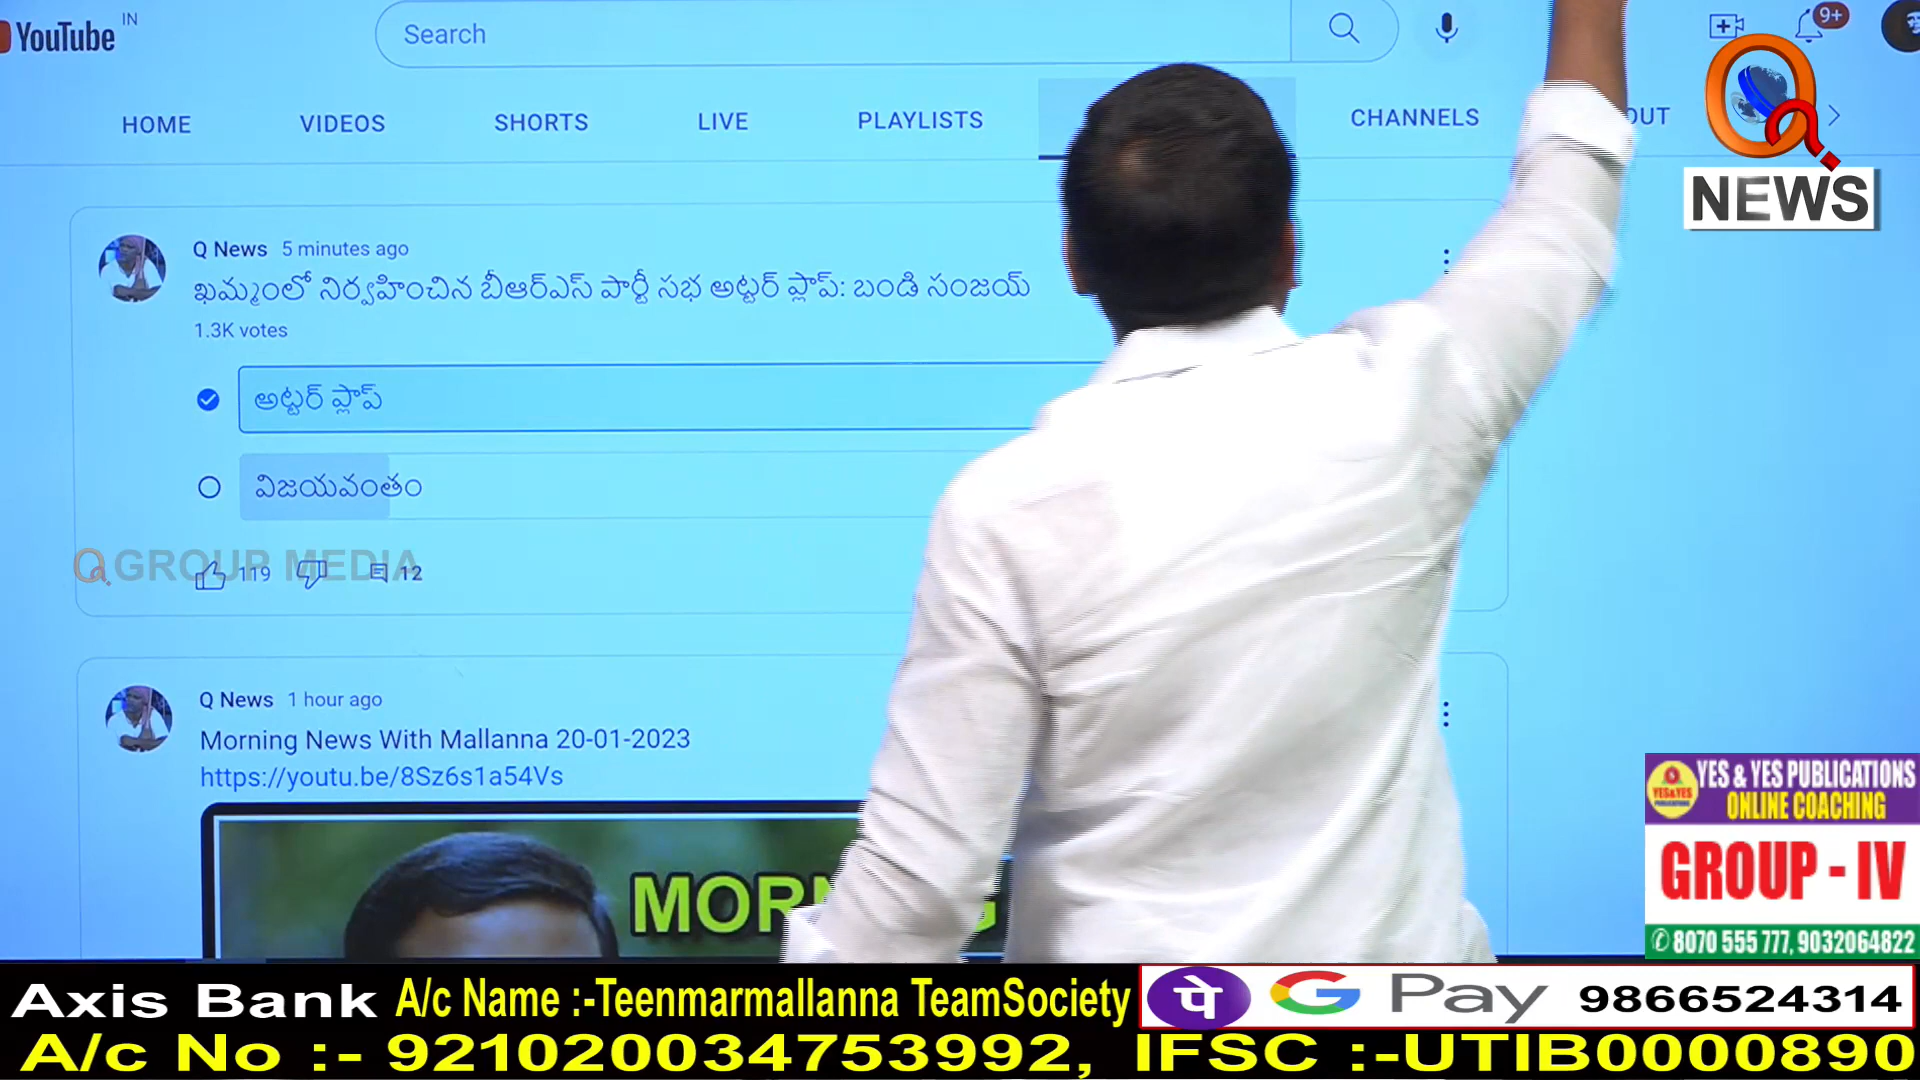 YouTube IN
Search
9+
HOME VIDEOS SHORTS LIVE PLAYLISTS CHANNELS OUT
NEWS
Q News 5 minutes ago
ఖమ్మంలో నిర్వహించిన బీఆర్ఎస్ పార్టీ సభ అట్టర్ ఫ్లాప్: బండి సంజయ్
1.3K votes
అట్టర్ ఫ్లాప్
విజయవంతం
Q GROUP MEDIA
119 12
Q News 1 hour ago
Morning News With Mallanna 20-01-2023
https://youtu.be/8Sz6s1a54Vs
YES & YES PUBLICATIONS
ONLINE COACHING
GROUP - IV
8070 555 777, 9032064822
Axis Bank A/c Name :-Teenmarmallanna TeamSociety पे G Pay 9866524314
A/c No :- 921020034753992, IFSC :-UTIB0000890